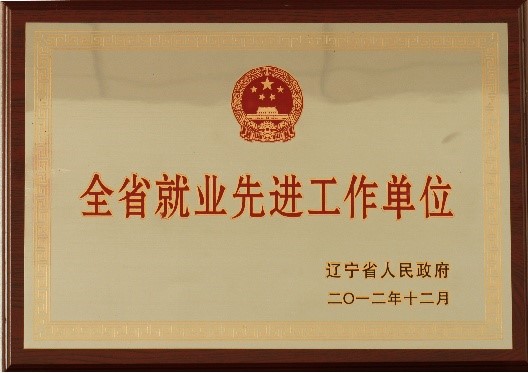 全省就业先进工作单位
辽宁省人民政府
二〇一二年十二月